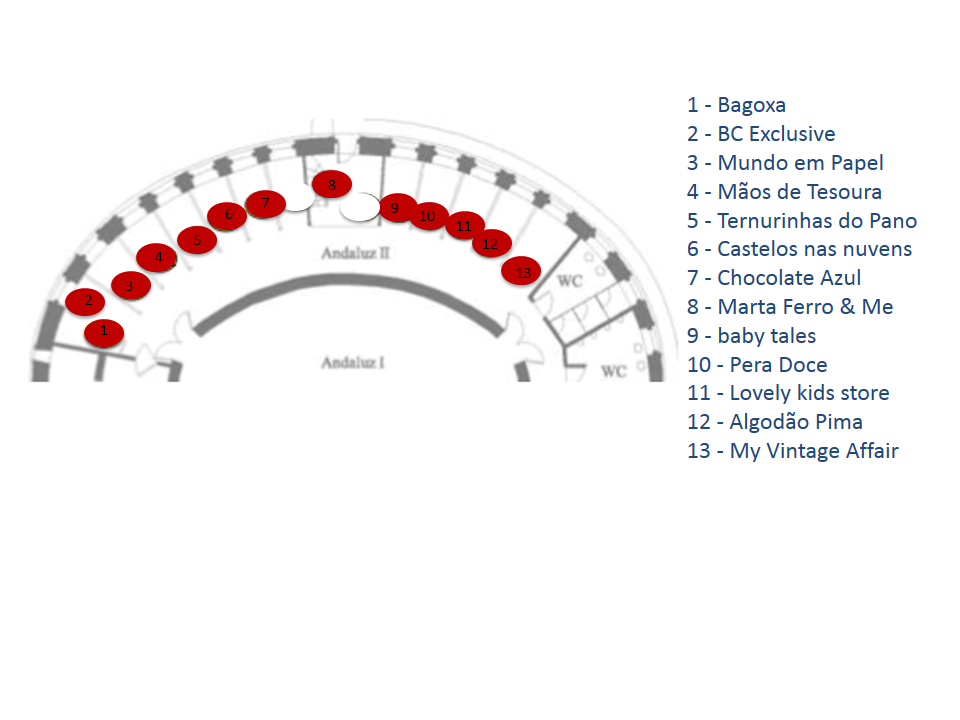 1 - Bagoxa
2 - BC Exclusive
3 - Mundo em Papel
4 - Mãos de Tesoura
5 - Ternurinhas do Pano
6 - Castelos nas nuvens
7 - Chocolate Azul
8 - Marta Ferro & Me
9 - baby tales
10 - Pera Doce
11 - Lovely kids store
12 - Algodão Pima
13 - My Vintage Affair
8
7
9
6
10
11
5
12
Andaluz II
4
13
3
WC
2
1
Andaluz I
WC